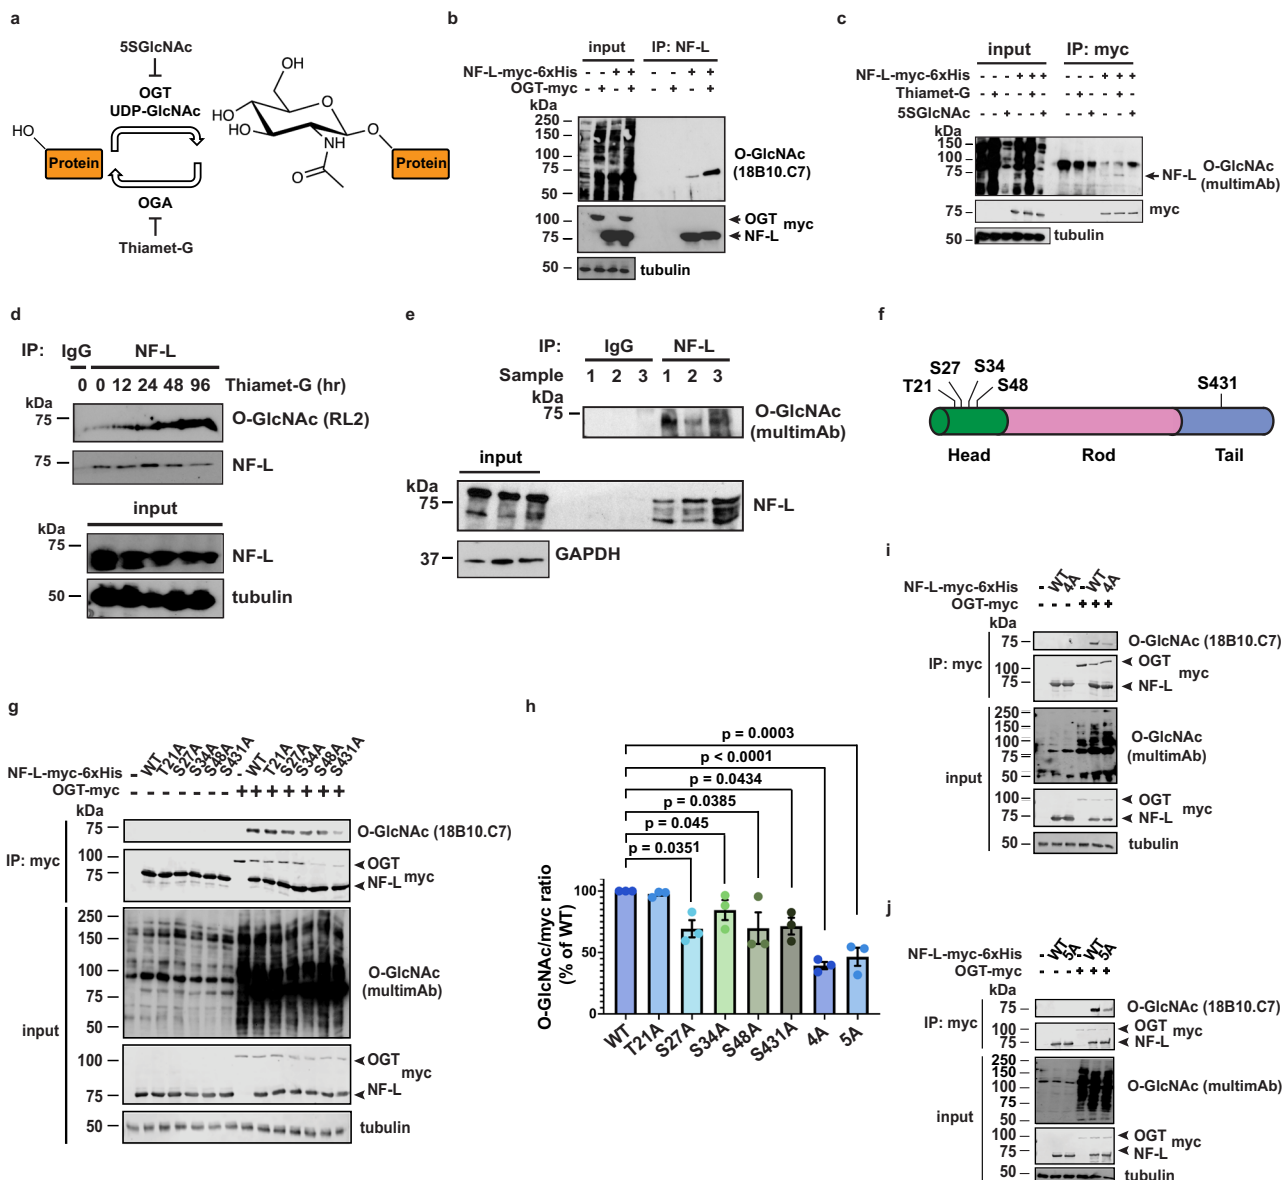 a
5SGlcNAc
OGT
UDP-GlcNAc
HO
Protein
OGA
Thiamet-G
OH
HO
HO
O
O
NH
O
Protein
b
input IP: NF-L
NF-L-myc-6xHis - - + + - - + +
OGT-myc - + - + - + - +
kDa
250
150
100
75
50
O-GlcNAc
(18B10.C7)
100
75
OGT
myc
NF-L
50
tubulin
c
input IP: myc
NF-L-myc-6xHis - - - + + + - - - + + +
Thiamet-G - + - - + - - + - - + -
5SGlcNAc - - + - - + - - + - - +
kDa
150
100
75
NF-L
O-GlcNAc
(multimAb)
75
myc
50
tubulin
d
IP: IgG NF-L
0 0 12 24 48 96 Thiamet-G (hr)
kDa
75
O-GlcNAc (RL2)
75
NF-L
input
kDa
75
NF-L
50
tubulin
e
IP: IgG NF-L
Sample 1 2 3 1 2 3
kDa
75
O-GlcNAc
(multimAb)
input
kDa
75
NF-L
37
GAPDH
f
S27 S34
T21 S48 S431
Head Rod Tail
g
NF-L-myc-6xHis - WT T21A S27A S34A S48A S431A - WT T21A S27A S34A S48A S431A
OGT-myc - - - - - - - + + + + + + +
kDa
IP: myc
75
O-GlcNAc (18B10.C7)
100
75
OGT
myc
NF-L
input
250
150
100
75
50
O-GlcNAc
(multimAb)
100
75
OGT
myc
NF-L
50
tubulin
h
p = 0.0003
p < 0.0001
p = 0.0434
p = 0.0385
p = 0.045
p = 0.0351
O-GlcNAc/myc ratio
(% of WT)
100
50
0
WT T21A S27A S34A S48A S431A 4A 5A
i
NF-L-myc-6xHis - WT 4A - WT 4A
OGT-myc - - - + + +
kDa
IP: myc
75
O-GlcNAc (18B10.C7)
100
75
OGT
myc
NF-L
input
250
150
100
75
50
O-GlcNAc
(multimAb)
100
75
OGT
myc
NF-L
50
tubulin
j
NF-L-myc-6xHis - WT 5A - WT 5A
OGT-myc - - - + + +
kDa
IP: myc
75
O-GlcNAc (18B10.C7)
100
75
OGT
myc
NF-L
input
250
150
100
75
50
O-GlcNAc (multimAb)
100
75
OGT
myc
NF-L
50
tubulin